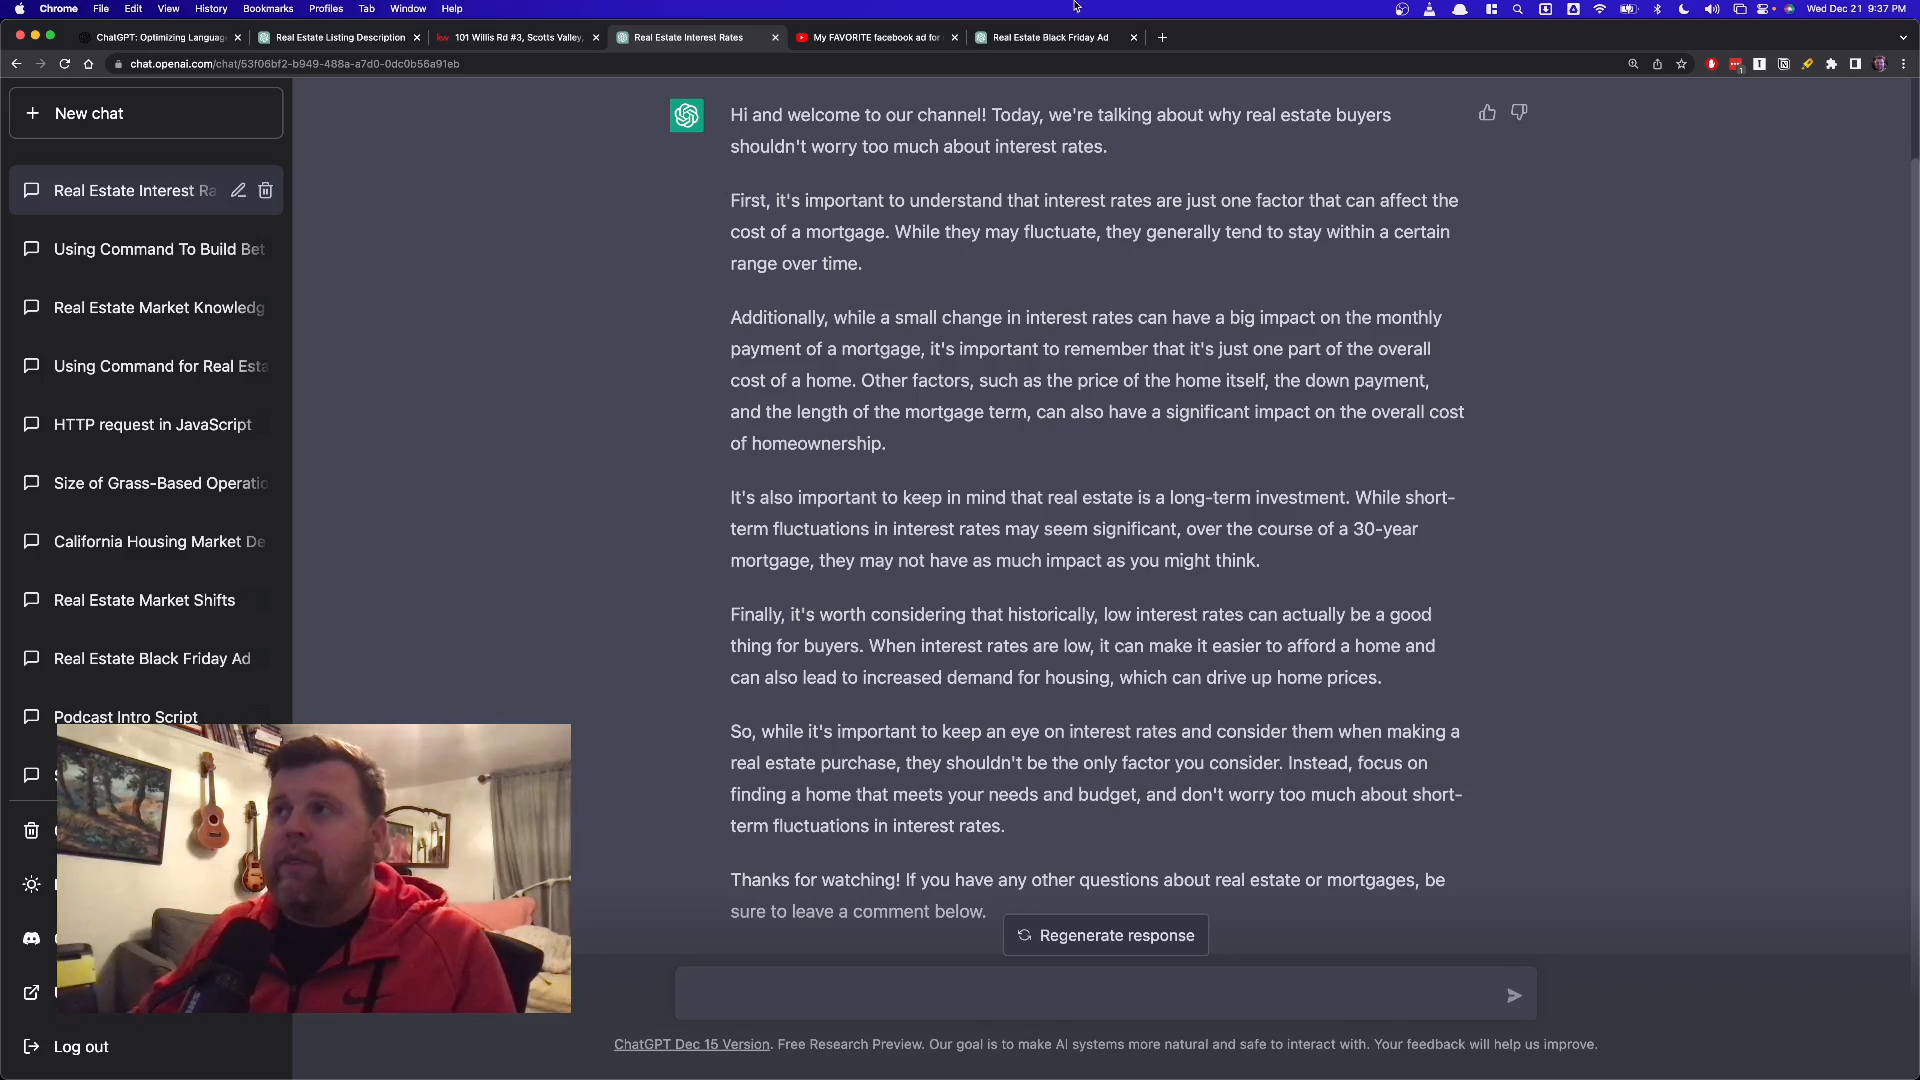 Chrome File Edit View History Bookmarks Profiles Tab Window Help Wed Dec 21 9:37 PM
ChatGPT: Optimizing Languag Real Estate Listing Description 101 Willis Rd #3, Scotts Valley, Real Estate Interest Rates My FAVORITE facebook ad for Real Estate Black Friday Ad
chat.openai.com/chat/53f06bf2-b949-488a-a7d0-0dc0b56a91eb
New chat
Real Estate Interest Ra
Using Command To Build Bet
Real Estate Market Knowledg
Using Command for Real Esta
HTTP request in JavaScript
Size of Grass-Based Operatio
California Housing Market De
Real Estate Market Shifts
Real Estate Black Friday Ad
Podcast Intro Script
Log out
Hi and welcome to our channel! Today, we're talking about why real estate buyers
shouldn't worry too much about interest rates.
First, it's important to understand that interest rates are just one factor that can affect the
cost of a mortgage. While they may fluctuate, they generally tend to stay within a certain
range over time.
Additionally, while a small change in interest rates can have a big impact on the monthly
payment of a mortgage, it's important to remember that it's just one part of the overall
cost of a home. Other factors, such as the price of the home itself, the down payment,
and the length of the mortgage term, can also have a significant impact on the overall cost
of homeownership.
It's also important to keep in mind that real estate is a long-term investment. While short-
term fluctuations in interest rates may seem significant, over the course of a 30-year
mortgage, they may not have as much impact as you might think.
Finally, it's worth considering that historically, low interest rates can actually be a good
thing for buyers. When interest rates are low, it can make it easier to afford a home and
can also lead to increased demand for housing, which can drive up home prices.
So, while it's important to keep an eye on interest rates and consider them when making a
real estate purchase, they shouldn't be the only factor you consider. Instead, focus on
finding a home that meets your needs and budget, and don't worry too much about short-
term fluctuations in interest rates.
Thanks for watching! If you have any other questions about real estate or mortgages, be
sure to leave a comment below.
Regenerate response
ChatGPT Dec 15 Version. Free Research Preview. Our goal is to make AI systems more natural and safe to interact with. Your feedback will help us improve.